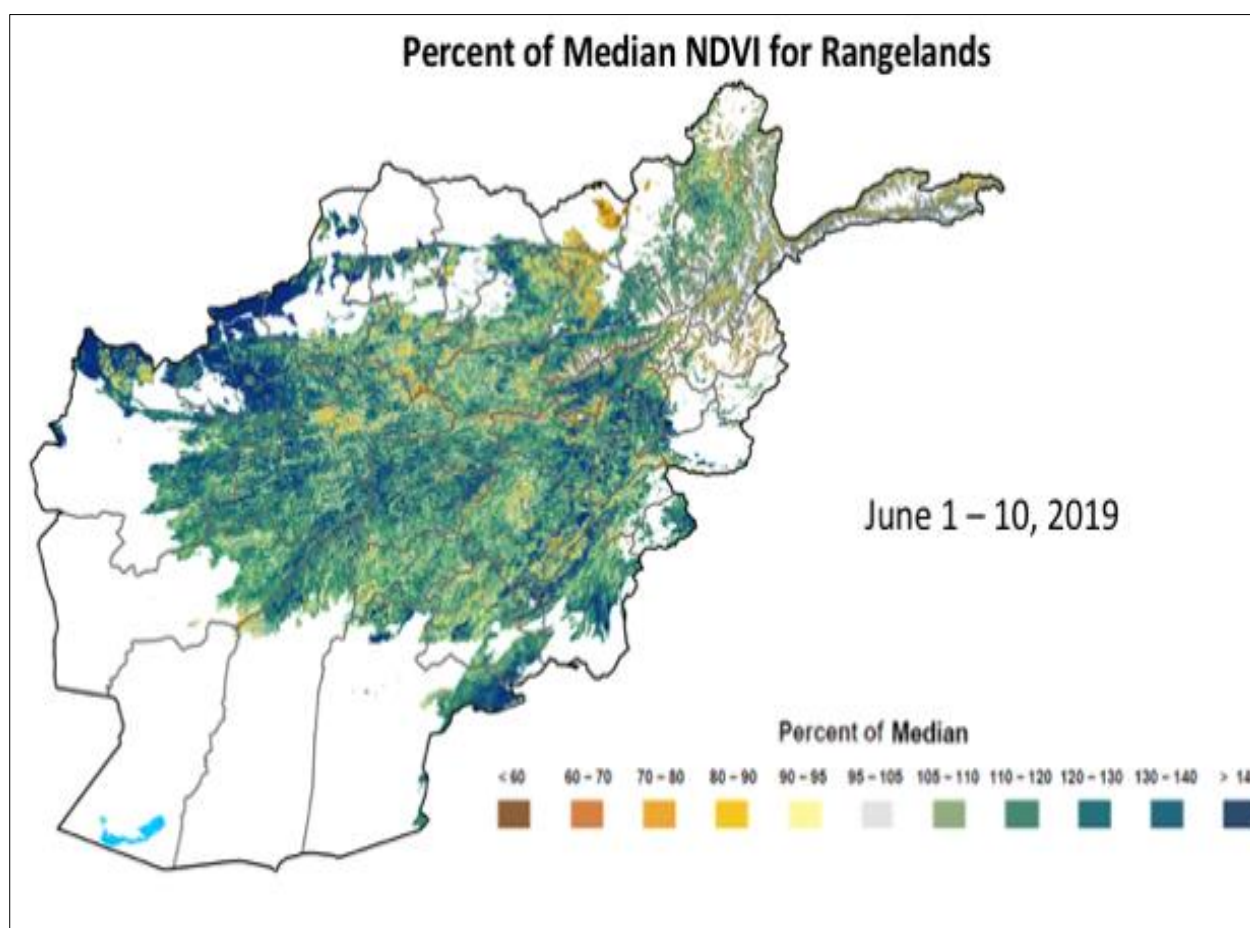 Percent of Median NDVI for Rangelands
June 1 – 10, 2019
Percent of Median
< 60 60 – 70 70 – 80 80 – 90 90 – 95 95 – 105 105 – 110 110 – 120 120 – 130 130 – 140 > 14